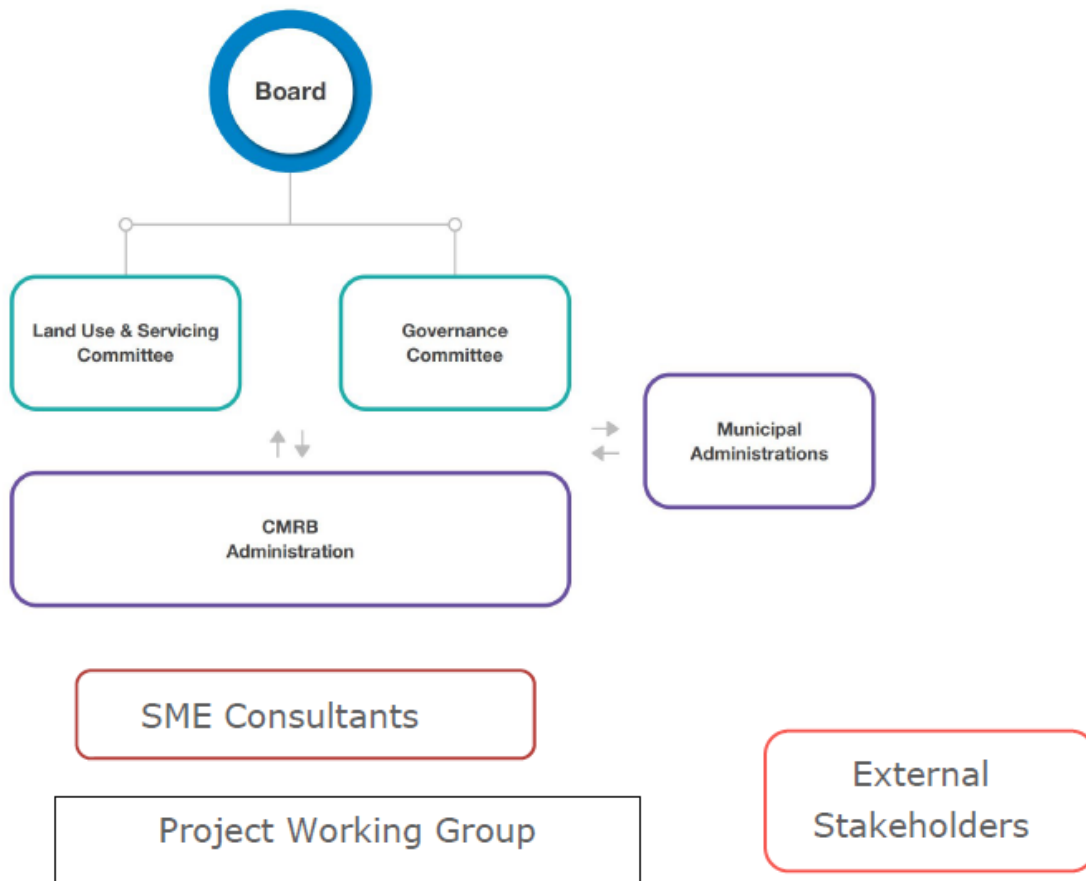 Board
Land Use & Servicing
Committee
Governance
Committee
Municipal
Administrations
CMRB
Administration
SME Consultants
External
Stakeholders
Project Working Group